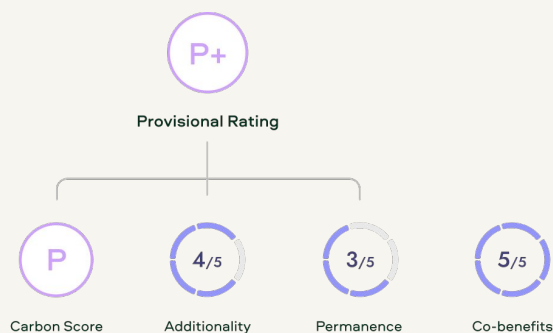 P+
Provisional Rating
P
4/5
3/5
5/5
Carbon Score
Additionality
Permanence
Co-benefits